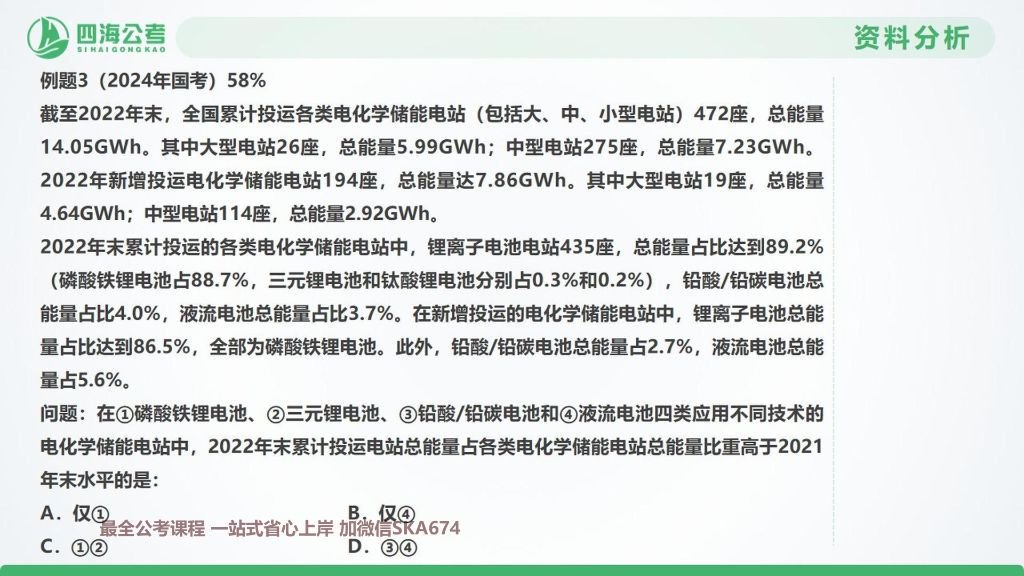 四海公考
SIHAIGONGKAO
资料分析
例题3（2024年国考）58%
截至2022年末，全国累计投运各类电化学储能电站（包括大、中、小型电站）472座，总能量
14.05GWh。其中大型电站26座，总能量5.99GWh；中型电站275座，总能量7.23GWh。
2022年新增投运电化学储能电站194座，总能量达7.86GWh。其中大型电站19座，总能量
4.64GWh；中型电站114座，总能量2.92GWh。
2022年末累计投运的各类电化学储能电站中，锂离子电池电站435座，总能量占比达到89.2%
（磷酸铁锂电池占88.7%，三元锂电池和钛酸锂电池分别占0.3%和0.2%），铅酸/铅碳电池总
能量占比4.0%，液流电池总能量占比3.7%。在新增投运的电化学储能电站中，锂离子电池总能
量占比达到86.5%，全部为磷酸铁锂电池。此外，铅酸/铅碳电池总能量占2.7%，液流电池总能
量占5.6%。
问题：在①磷酸铁锂电池、②三元锂电池、③铅酸/铅碳电池和④液流电池四类应用不同技术的
电化学储能电站中，2022年末累计投运电站总能量占各类电化学储能电站总能量比重高于2021
年末水平的是：
A. 仅① B. 仅④
最全公考课程 一站式省心上岸 加微信SKA674
C. ①② D. ③④